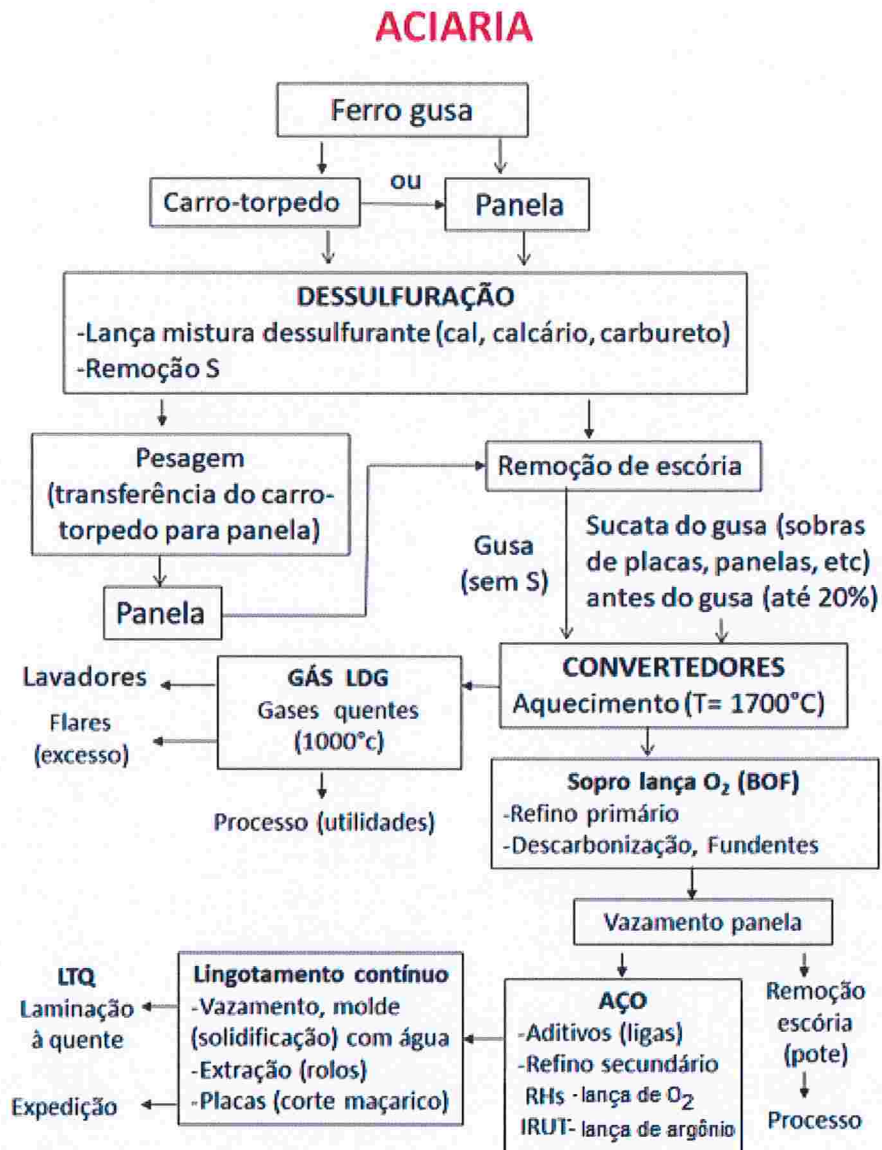 ACIARIA
Ferro gusa
ou
Carro-torpedo
Panela
DESSULFURAÇÃO
-Lança mistura dessulfurante (cal, calcário, carbureto)
-Remoção S
Pesagem
(transferência do carro-
torpedo para panela)
Remoção de escória
Panela
Gusa
(sem S)
Sucata do gusa (sobras
de placas, panelas, etc)
antes do gusa (até 20%)
CONVERTEDORES
Aquecimento (T= 1700°C)
GÁS LDG
Gases quentes
(1000°c)
Lavadores
Flares
(excesso)
Processo (utilidades)
Sopro lança O₂ (BOF)
-Refino primário
-Descarbonização, Fundentes
Vazamento panela
AÇO
-Aditivos (ligas)
-Refino secundário
RHs - lança de O₂
IRUT- lança de argônio
Remoção
escória
(pote)
Processo
Lingotamento contínuo
-Vazamento, molde
(solidificação) com água
-Extração (rolos)
-Placas (corte maçarico)
LTQ
Laminação
à quente
Expedição